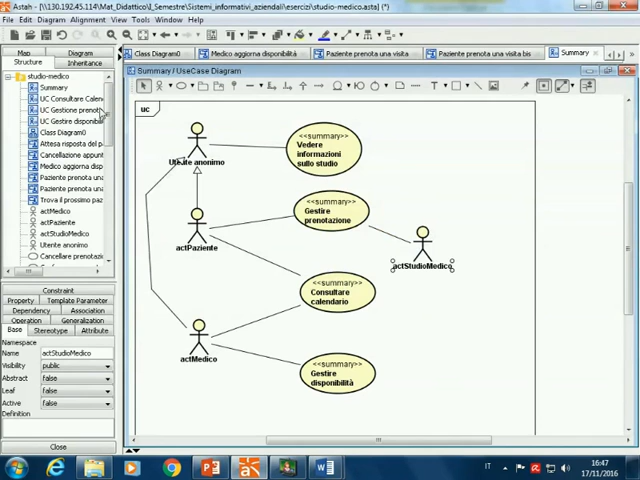 Astah - [\\130.192.45.114\Mat_Didattico\I_Semestre\Sistemi_informativi_aziendali\esercizi\studio-medico.asta] (*)
File Edit Diagram Alignment View Tools Window Help
Class Diagram0
Medico aggiorna disponibilità
Paziente prenota una visita
Paziente prenota una visita bis
Summary
Map Diagram
Structure Inheritance
studio-medico
Summary
UC Consultare Calen
UC Gestione prenot
UC Gestire disponibi
Class Diagram0
Attesa risposta del p
Cancellazione appunt
Medico aggiorna disp
Paziente prenota una
Paziente prenota una
Trova il prossimo paz
actMedico
actPaziente
actStudioMedico
Utente anonimo
Cancellare prenotazi
Summary / UseCase Diagram
uc
Utente anonimo
<<summary>>
Vedere
informazioni
sullo studio
<<summary>>
Gestire
prenotazione
actPaziente
actStudioMedico
<<summary>>
Consultare
calendario
actMedico
<<summary>>
Gestire
disponibilità
Constraint
Property Template Parameter
Dependency Association
Operation Generalization
Base Stereotype Attribute
Namespace
Name actStudioMedico
Visibility public
Abstract false
Leaf false
Active false
Definition
Close
IT
16:47
17/11/2016